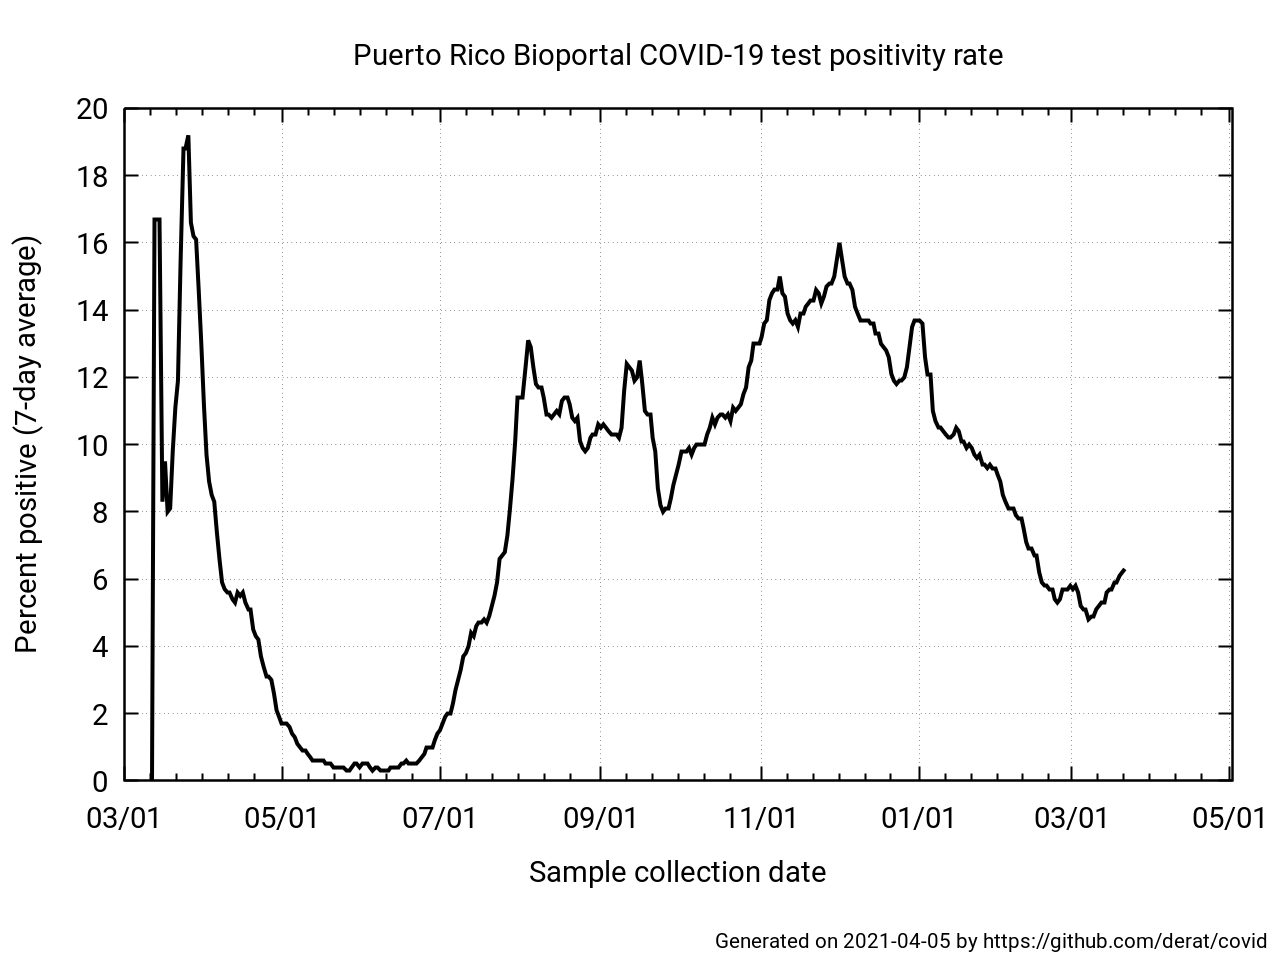 Puerto Rico Bioportal COVID-19 test positivity rate
20
18
16
14
12
10
8
6
4
2
0
Percent positive (7-day average)
03/01 05/01 07/01 09/01 11/01 01/01 03/01 05/01
Sample collection date
Generated on 2021-04-05 by https://github.com/derat/covid